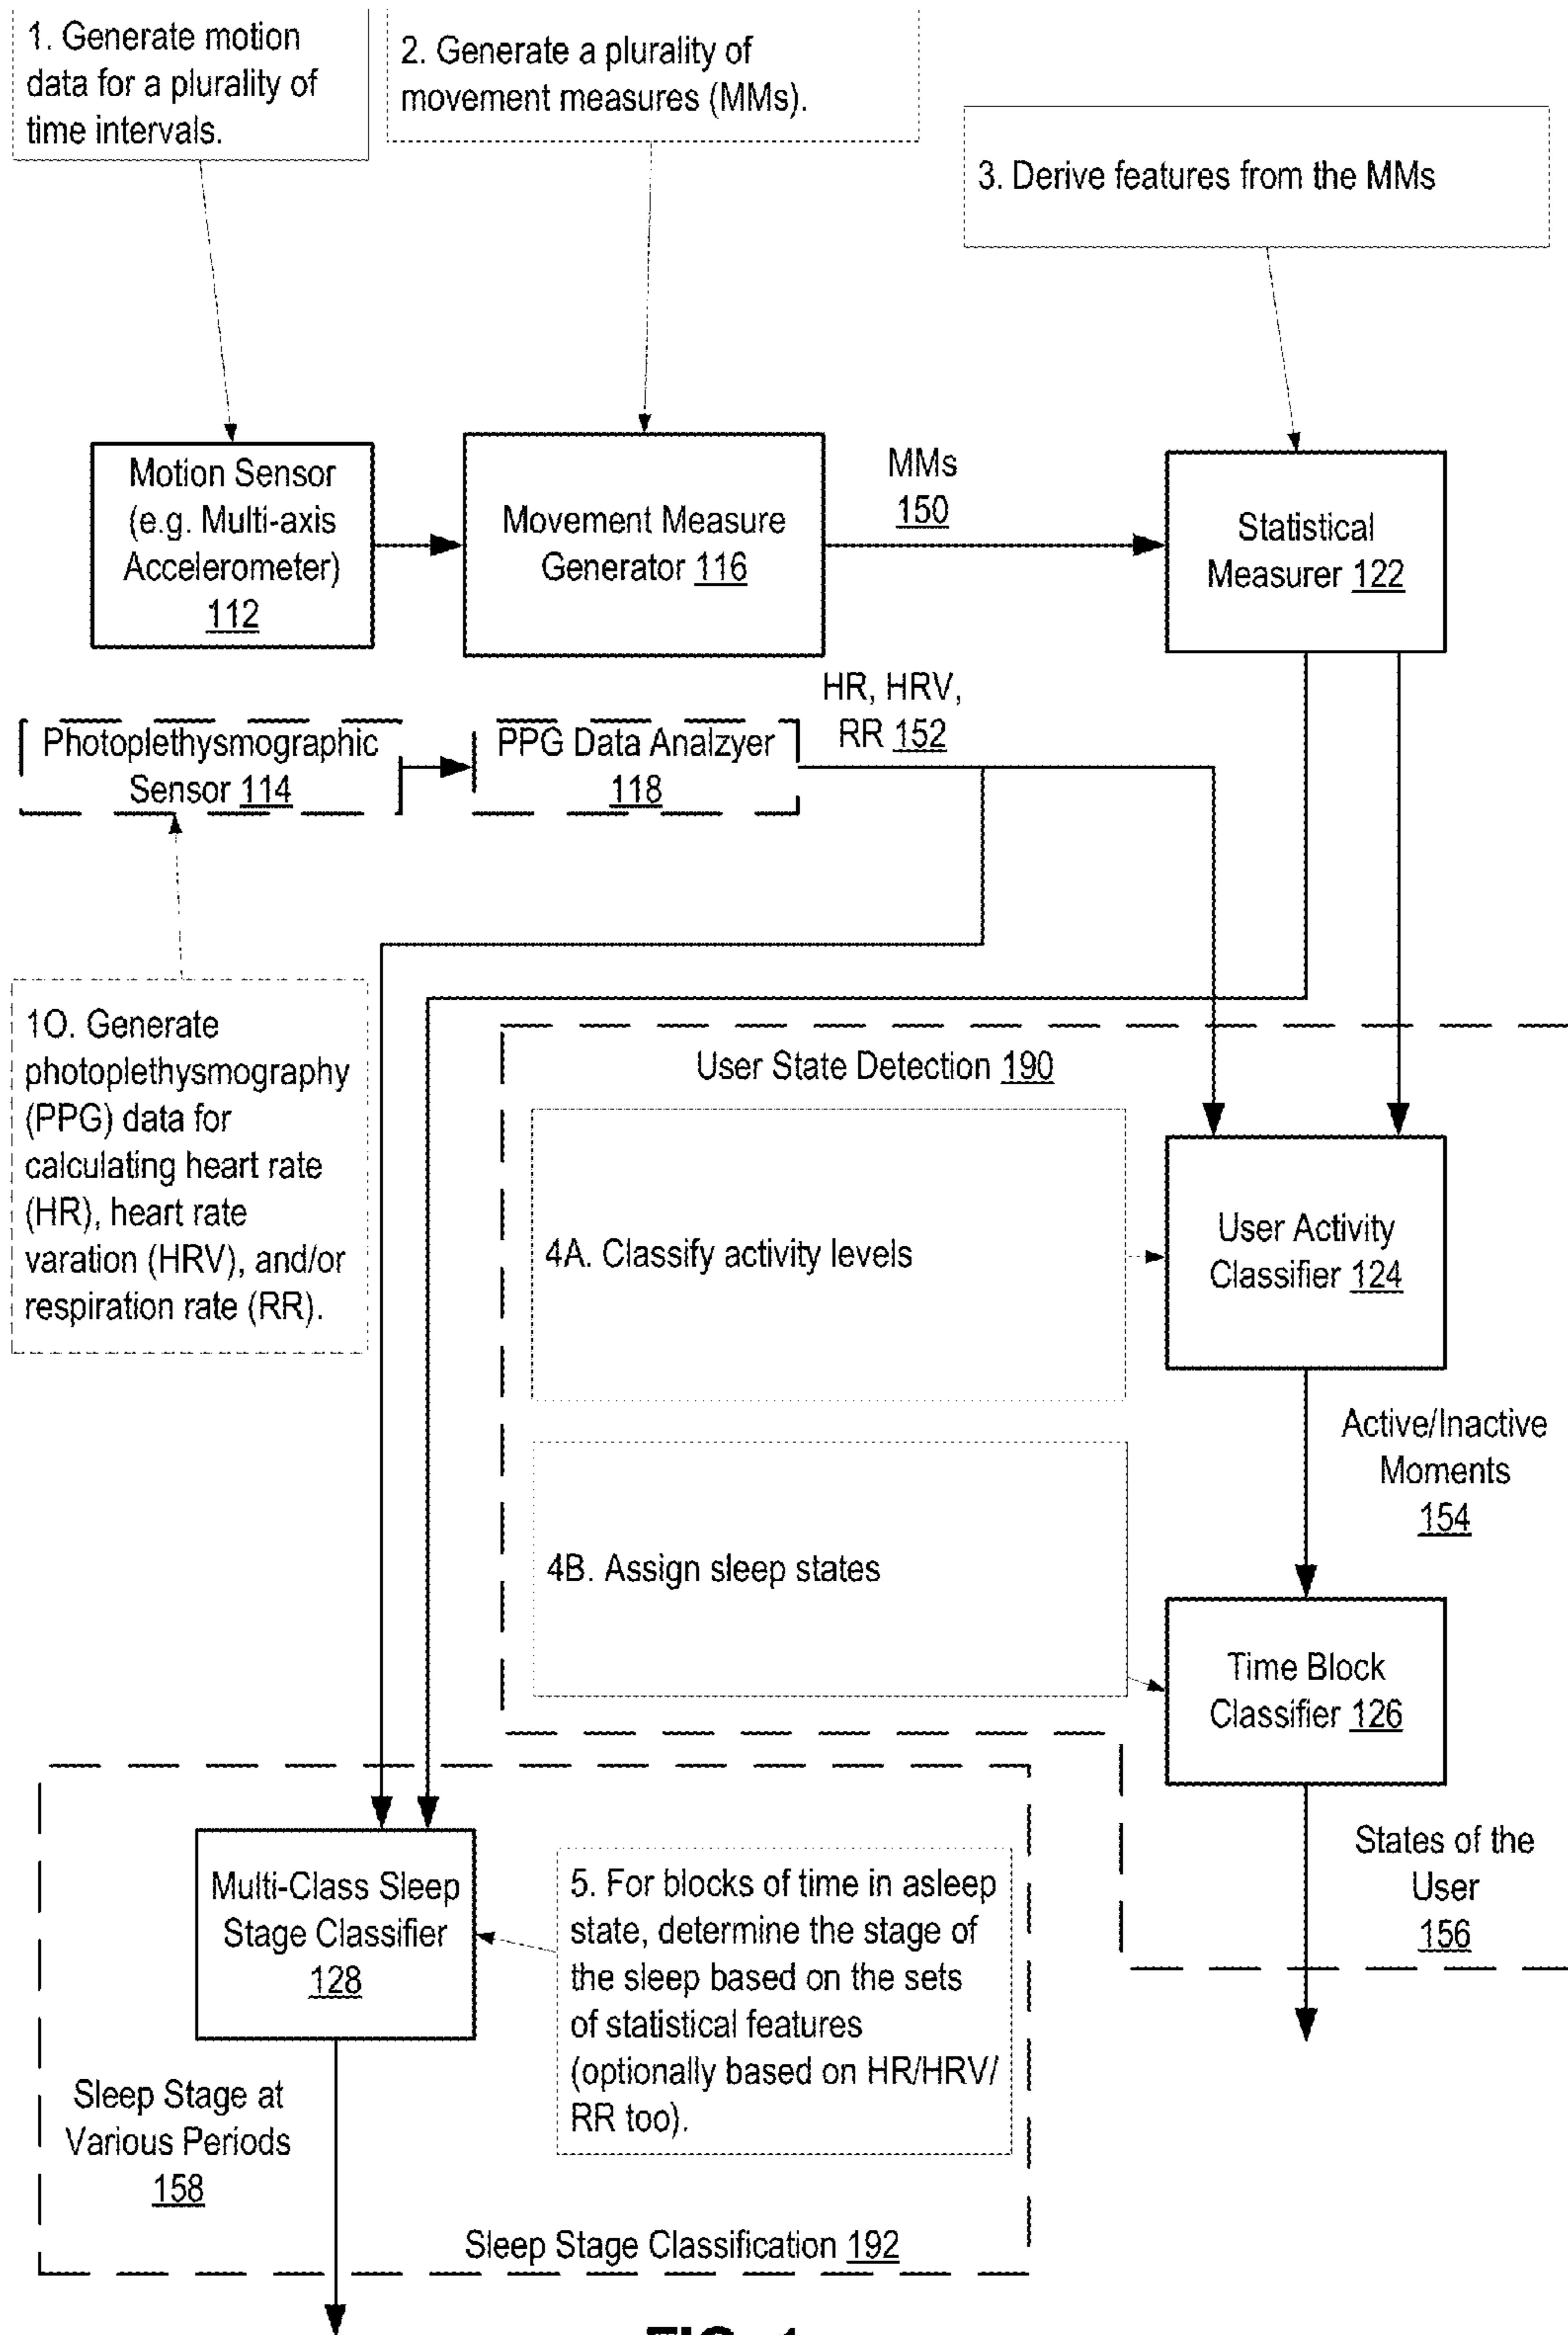 1. Generate motion
data for a plurality of
time intervals.
2. Generate a plurality of
movement measures (MMs).
3. Derive features from the MMs
Motion Sensor
(e.g. Multi-axis
Accelerometer)
112
Movement Measure
Generator 116
MMs
150
Statistical
Measurer 122
Photoplethysmographic
Sensor 114
PPG Data Analzyer
118
HR, HRV,
RR 152
1O. Generate
photoplethysmography
(PPG) data for
calculating heart rate
(HR), heart rate
varation (HRV), and/or
respiration rate (RR).
User State Detection 190
4A. Classify activity levels
User Activity
Classifier 124
Active/Inactive
Moments
154
4B. Assign sleep states
Time Block
Classifier 126
States of the
User
156
Multi-Class Sleep
Stage Classifier
128
5. For blocks of time in asleep
state, determine the stage of
the sleep based on the sets
of statistical features
(optionally based on HR/HRV/
RR too).
Sleep Stage at
Various Periods
158
Sleep Stage Classification 192
FIG. 1